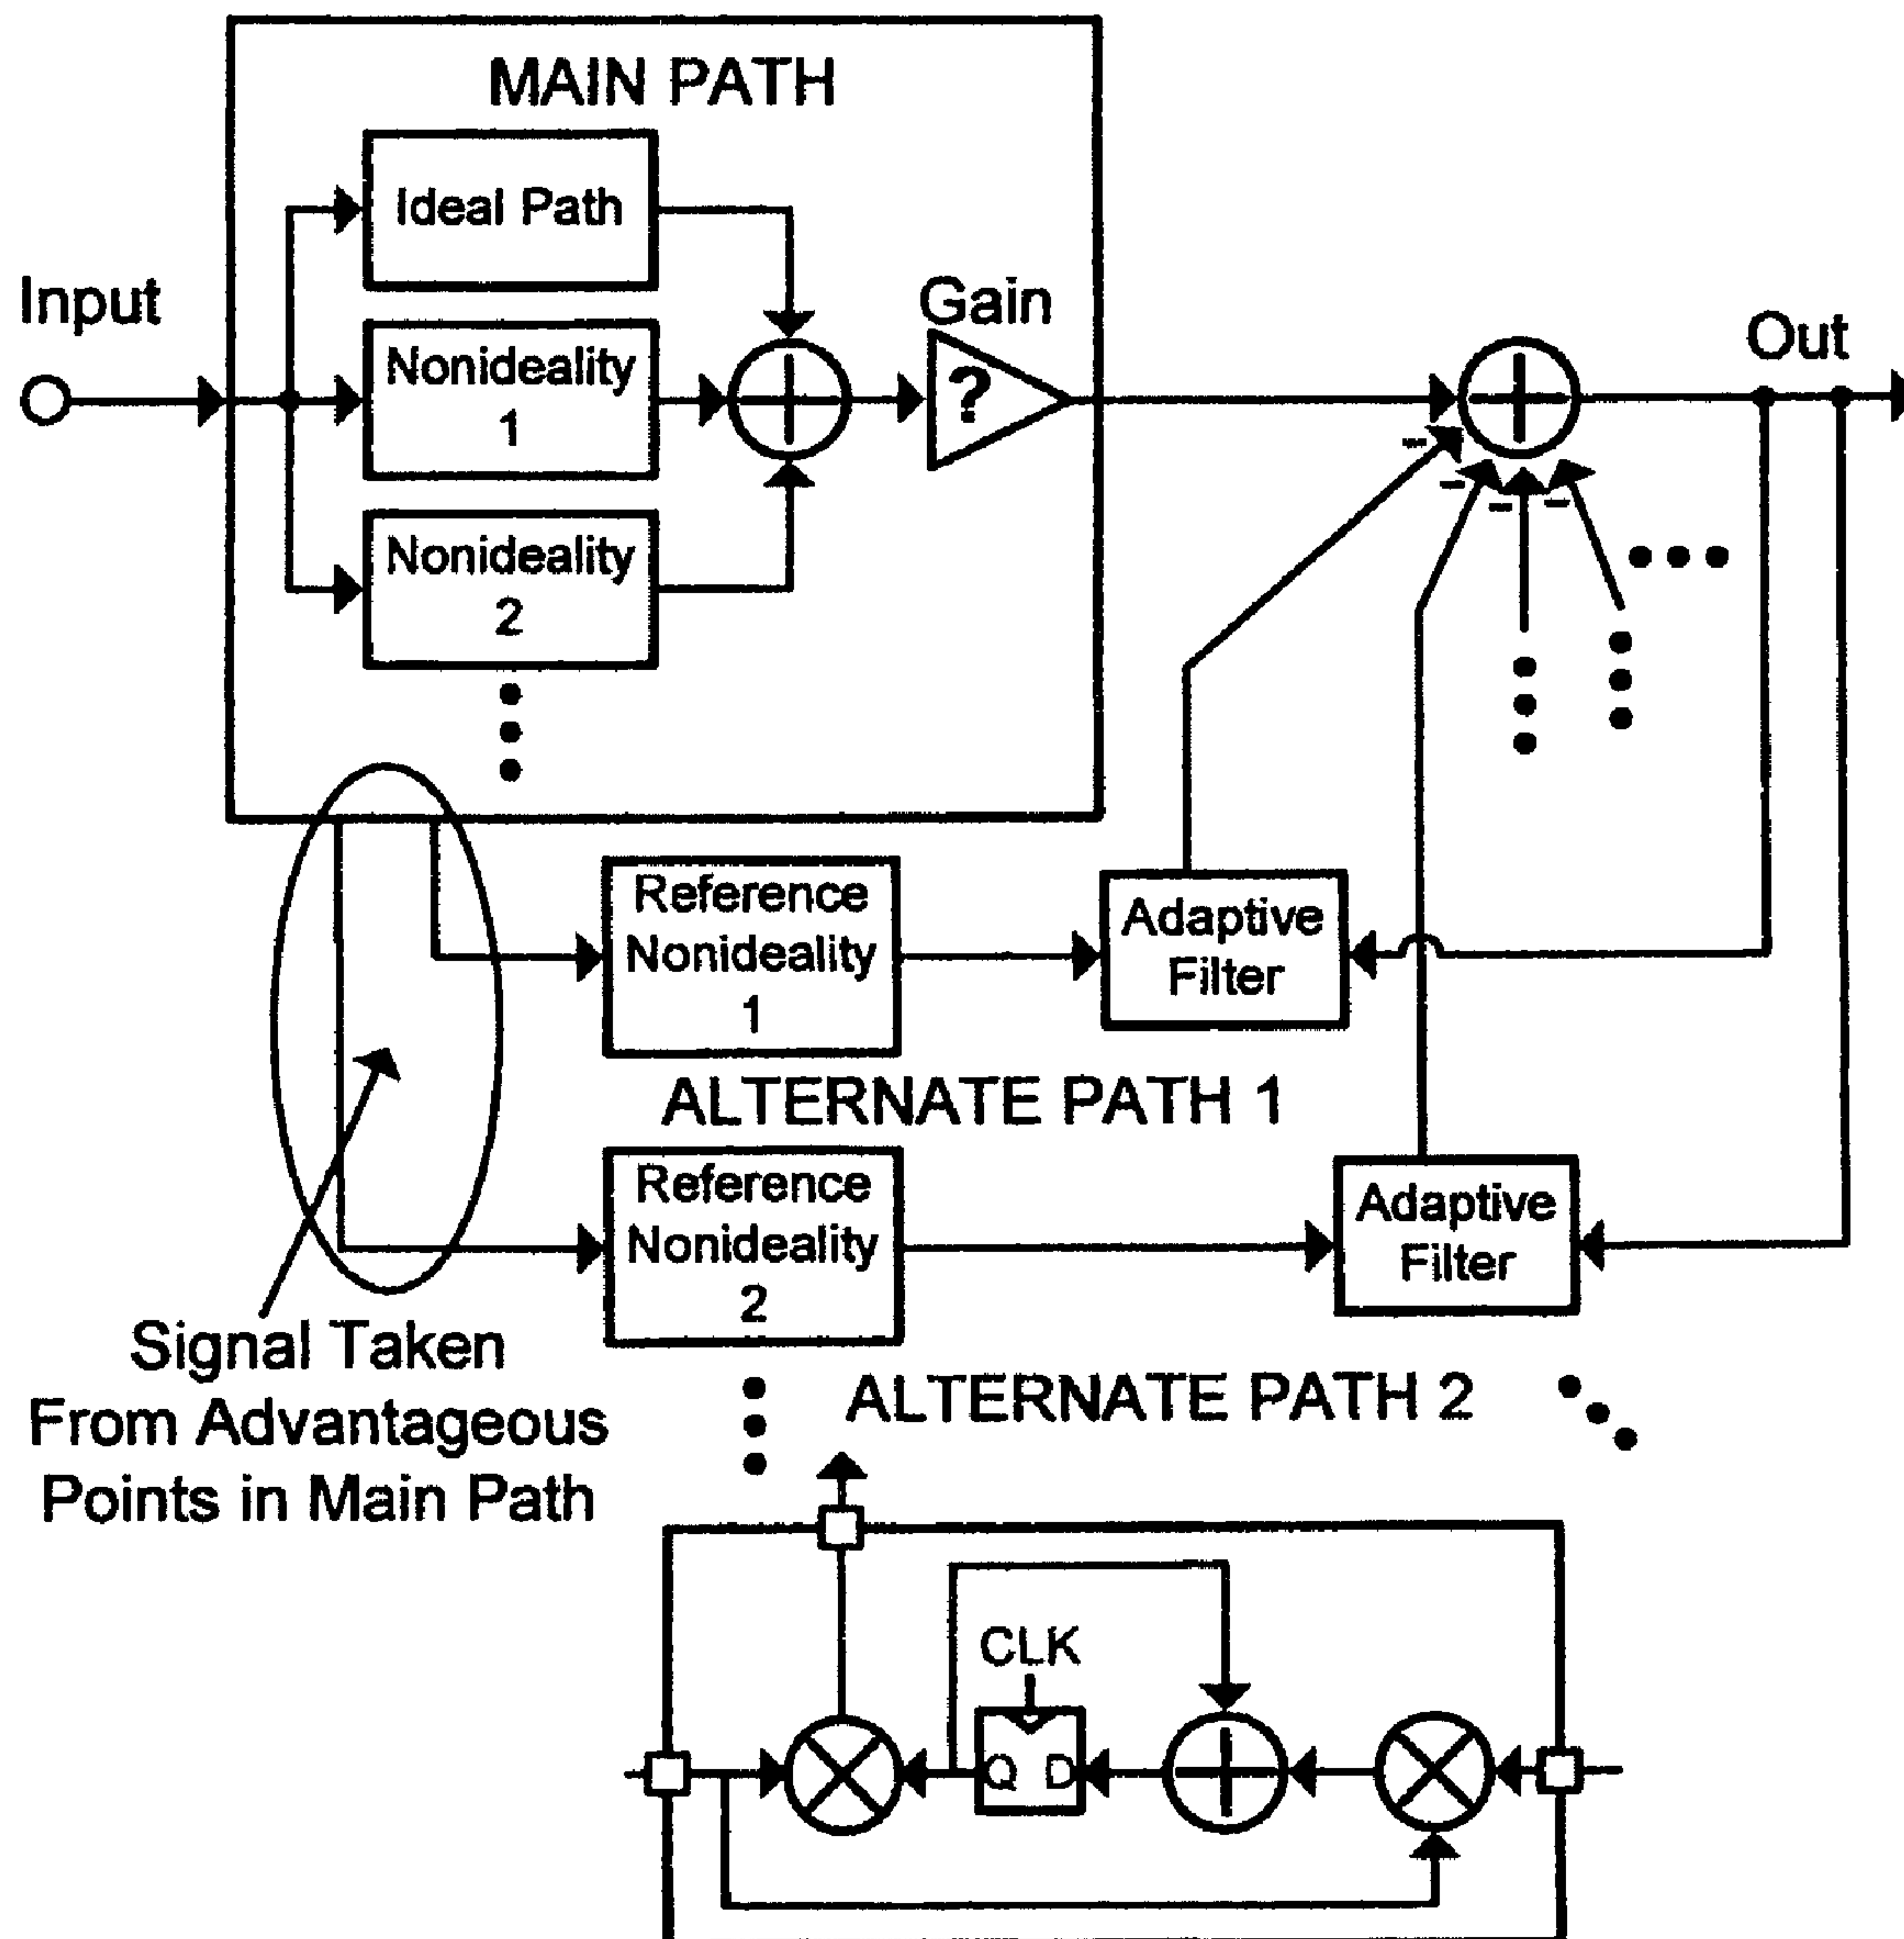 MAIN PATH
Ideal Path
Input
Gain
Nonideality
1
?
Out
Nonideality
2
Reference
Nonideality
1
Adaptive
Filter
ALTERNATE PATH 1
Reference
Nonideality
2
Adaptive
Filter
Signal Taken
From Advantageous
Points in Main Path
ALTERNATE PATH 2
CLK
Q D